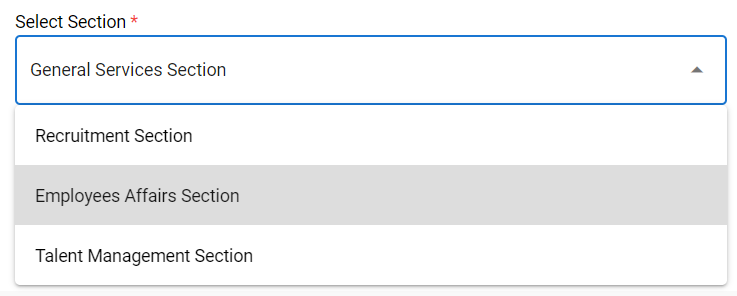 Select Section *
General Services Section
Recruitment Section
Employees Affairs Section
Talent Management Section